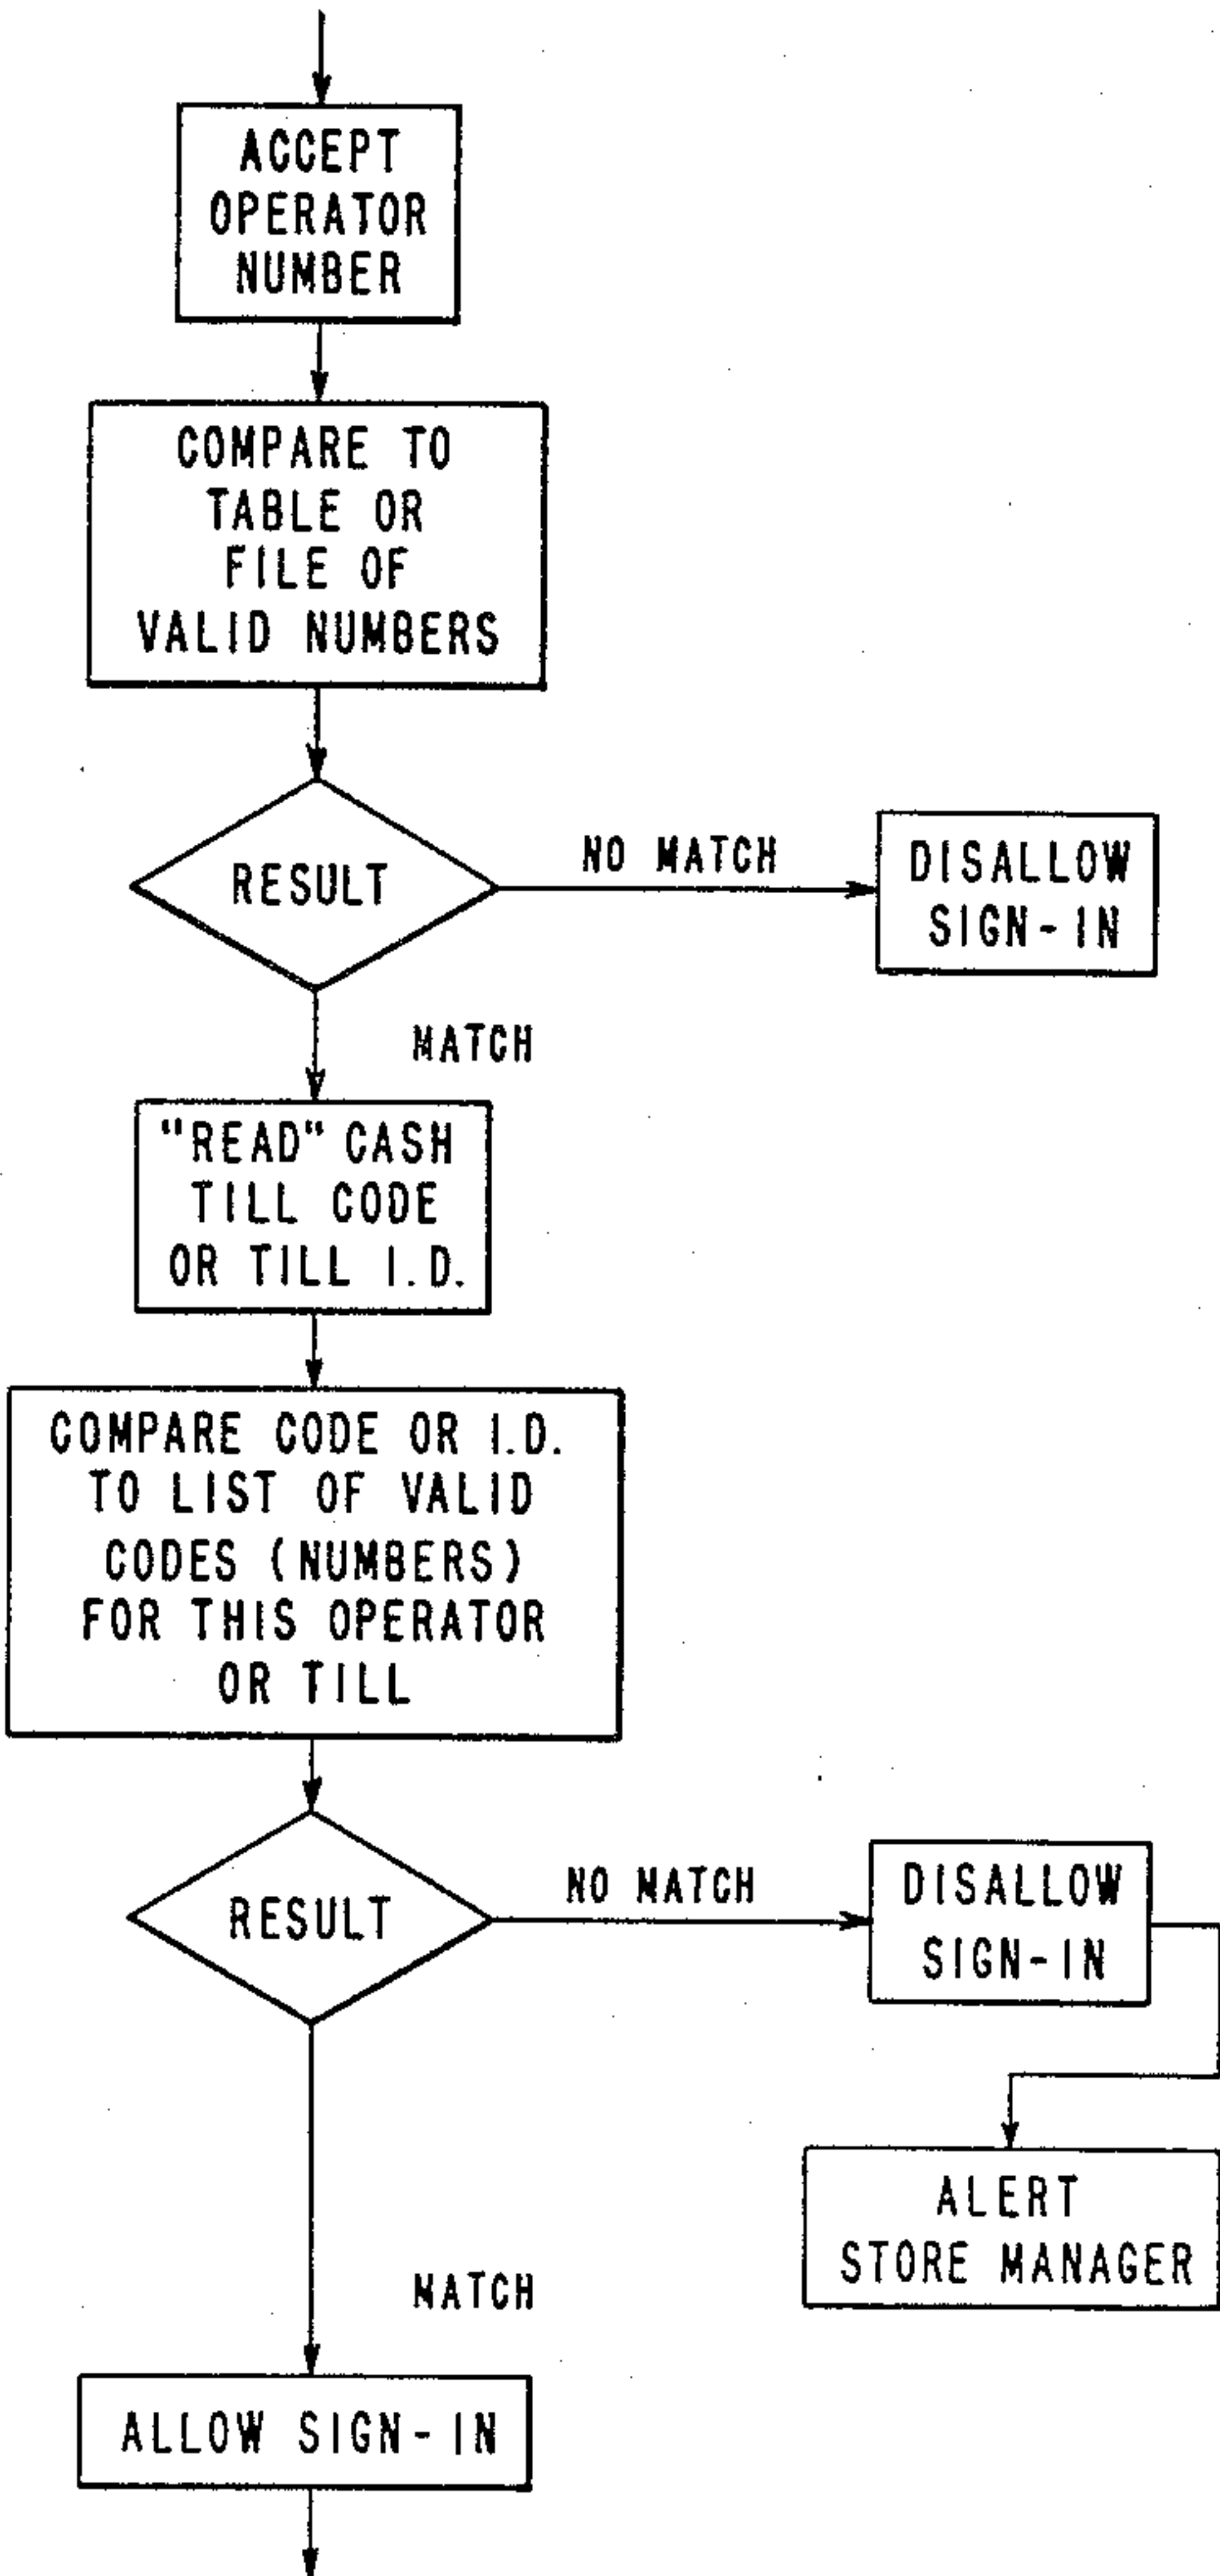 ACCEPT
OPERATOR
NUMBER
COMPARE TO
TABLE OR
FILE OF
VALID NUMBERS
RESULT
NO MATCH
DISALLOW
SIGN-IN
MATCH
"READ" CASH
TILL CODE
OR TILL I.D.
COMPARE CODE OR I.D.
TO LIST OF VALID
CODES (NUMBERS)
FOR THIS OPERATOR
OR TILL
RESULT
NO MATCH
DISALLOW
SIGN-IN
ALERT
STORE MANAGER
MATCH
ALLOW SIGN-IN